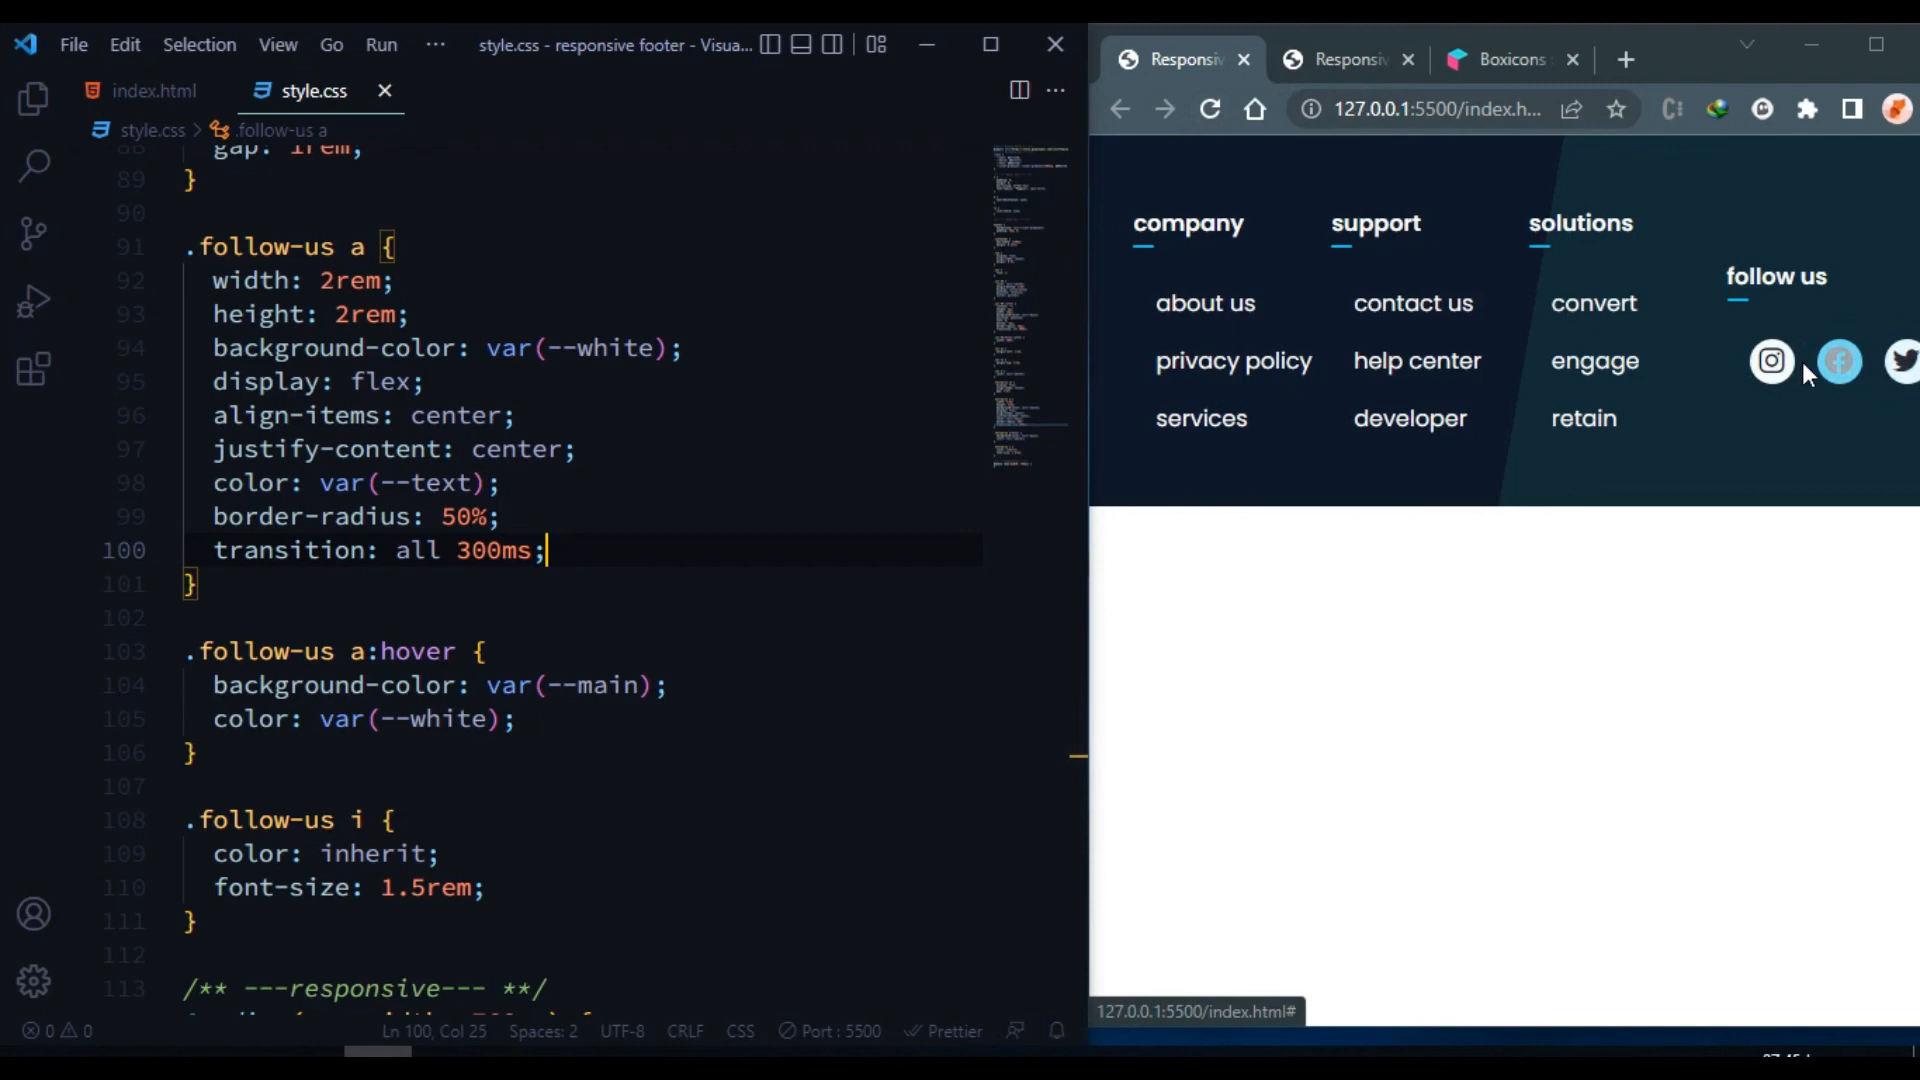 File Edit Selection View Go Run ··· style.css - responsive footer - Visua...
index.html style.css
style.css > .follow-us a
88 gap: 1rem;
89 }
90
91 .follow-us a {
92 width: 2rem;
93 height: 2rem;
94 background-color: var(--white);
95 display: flex;
96 align-items: center;
97 justify-content: center;
98 color: var(--text);
99 border-radius: 50%;
100 transition: all 300ms;
101 }
102
103 .follow-us a:hover {
104 background-color: var(--main);
105 color: var(--white);
106 }
107
108 .follow-us i {
109 color: inherit;
110 font-size: 1.5rem;
111 }
112
113 /** ---responsive--- **/
0 0 Ln 100, Col 25 Spaces: 2 UTF-8 CRLF CSS Port : 5500 Prettier
Responsiv Responsiv Boxicons
127.0.0.1:5500/index.h...
company
about us
privacy policy
services
support
contact us
help center
developer
solutions
convert
engage
retain
follow us
127.0.0.1:5500/index.html#